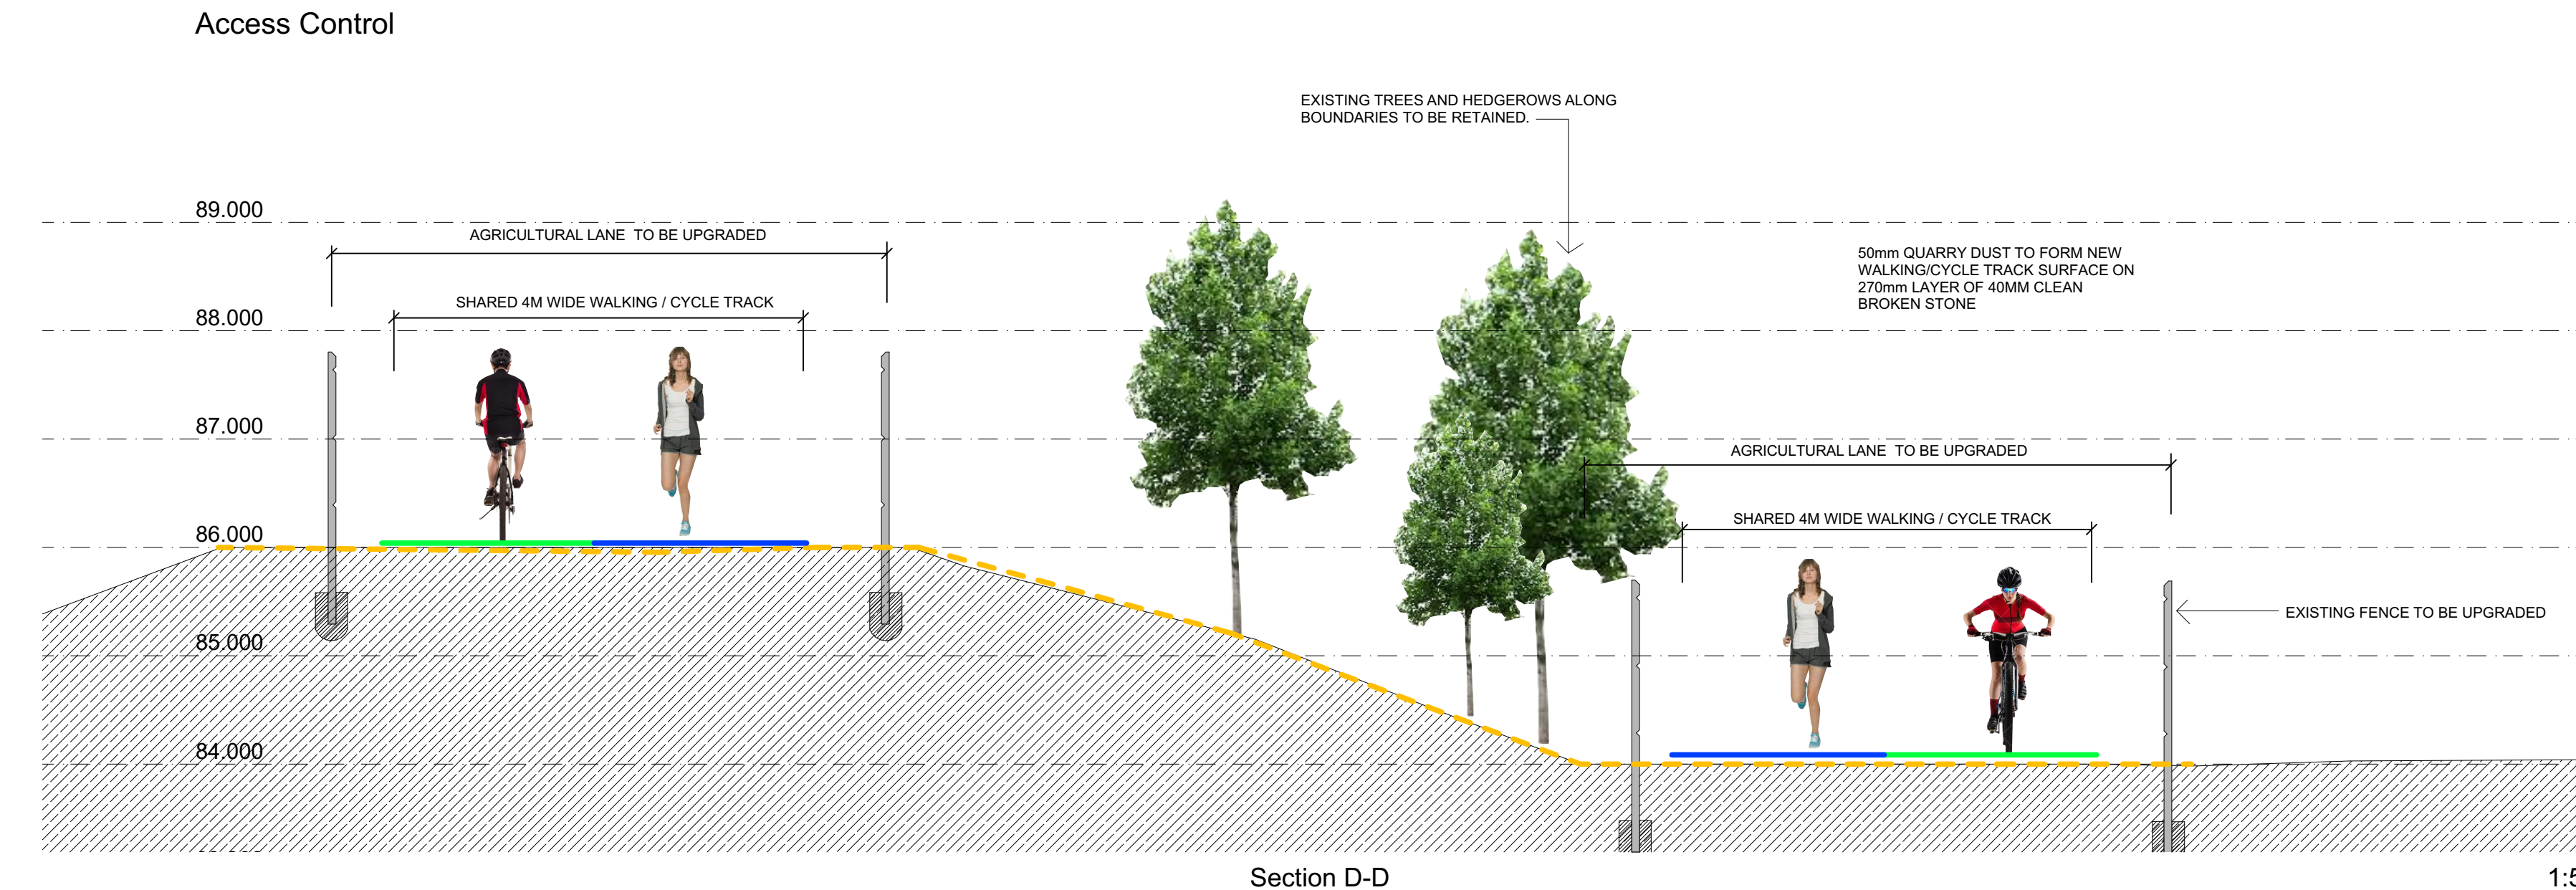 Access Control
EXISTING TREES AND HEDGEROWS ALONG
BOUNDARIES TO BE RETAINED.
89.000
AGRICULTURAL LANE TO BE UPGRADED
50mm QUARRY DUST TO FORM NEW
WALKING/CYCLE TRACK SURFACE ON
270mm LAYER OF 40MM CLEAN
BROKEN STONE
SHARED 4M WIDE WALKING / CYCLE TRACK
88.000
87.000
AGRICULTURAL LANE TO BE UPGRADED
SHARED 4M WIDE WALKING / CYCLE TRACK
86.000
EXISTING FENCE TO BE UPGRADED
85.000
84.000
Section D-D